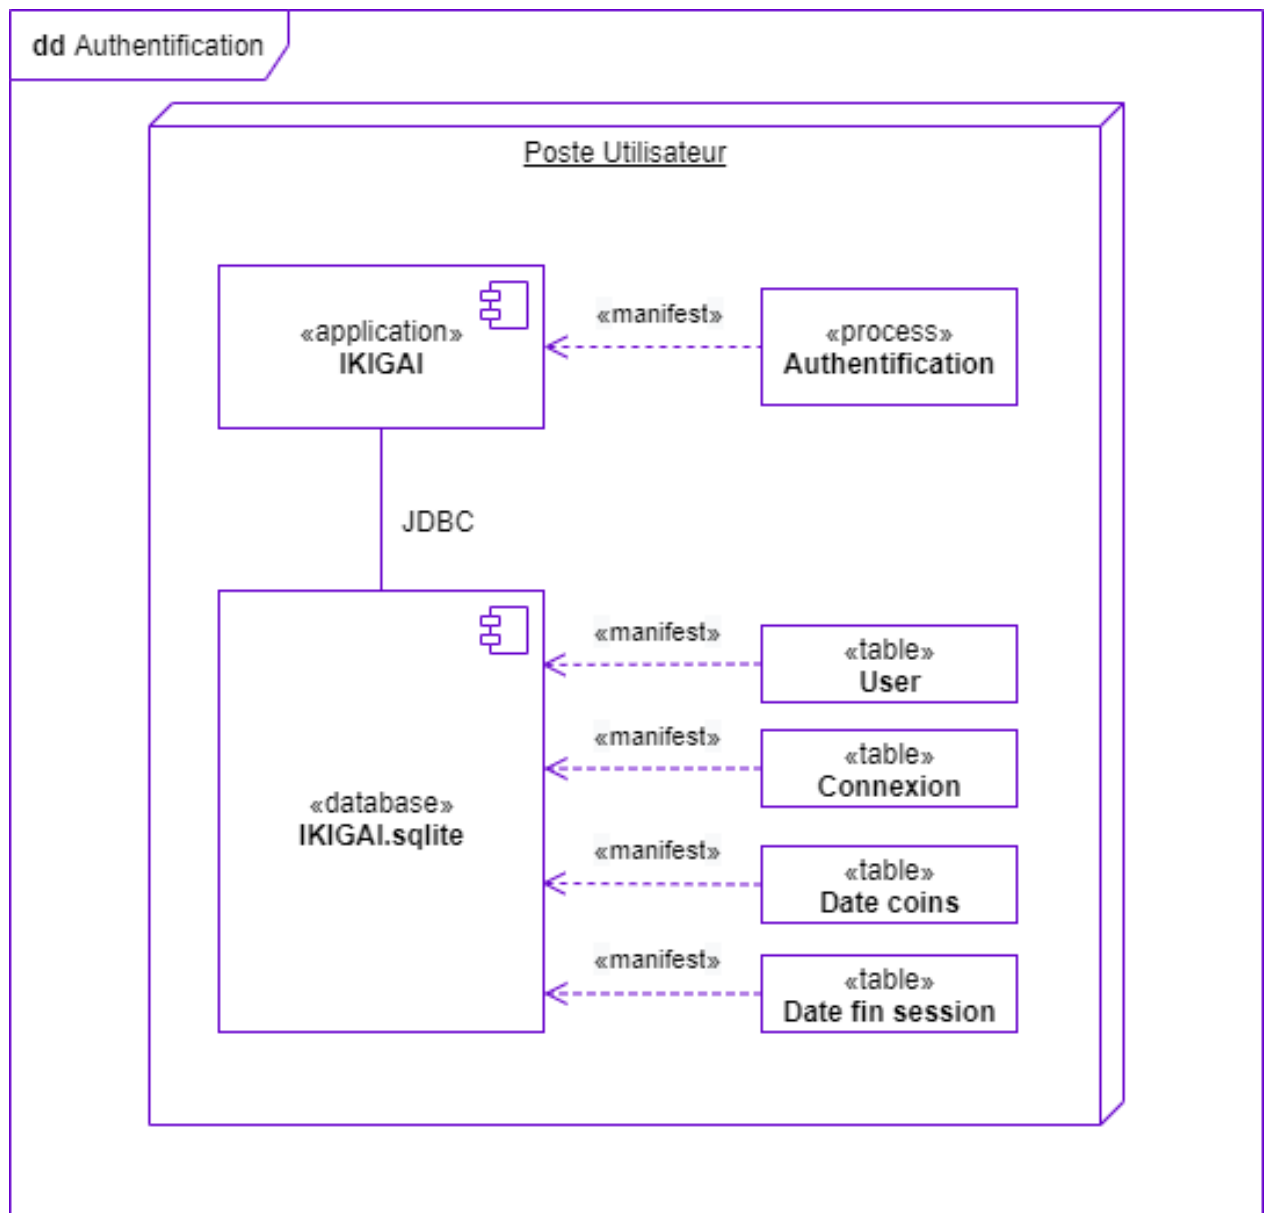 dd Authentification
Poste Utilisateur
«application»
IKIGAI
«manifest»
«process»
Authentification
JDBC
«database»
IKIGAI.sqlite
«manifest»
«table»
User
«manifest»
«table»
Connexion
«manifest»
«table»
Date coins
«manifest»
«table»
Date fin session